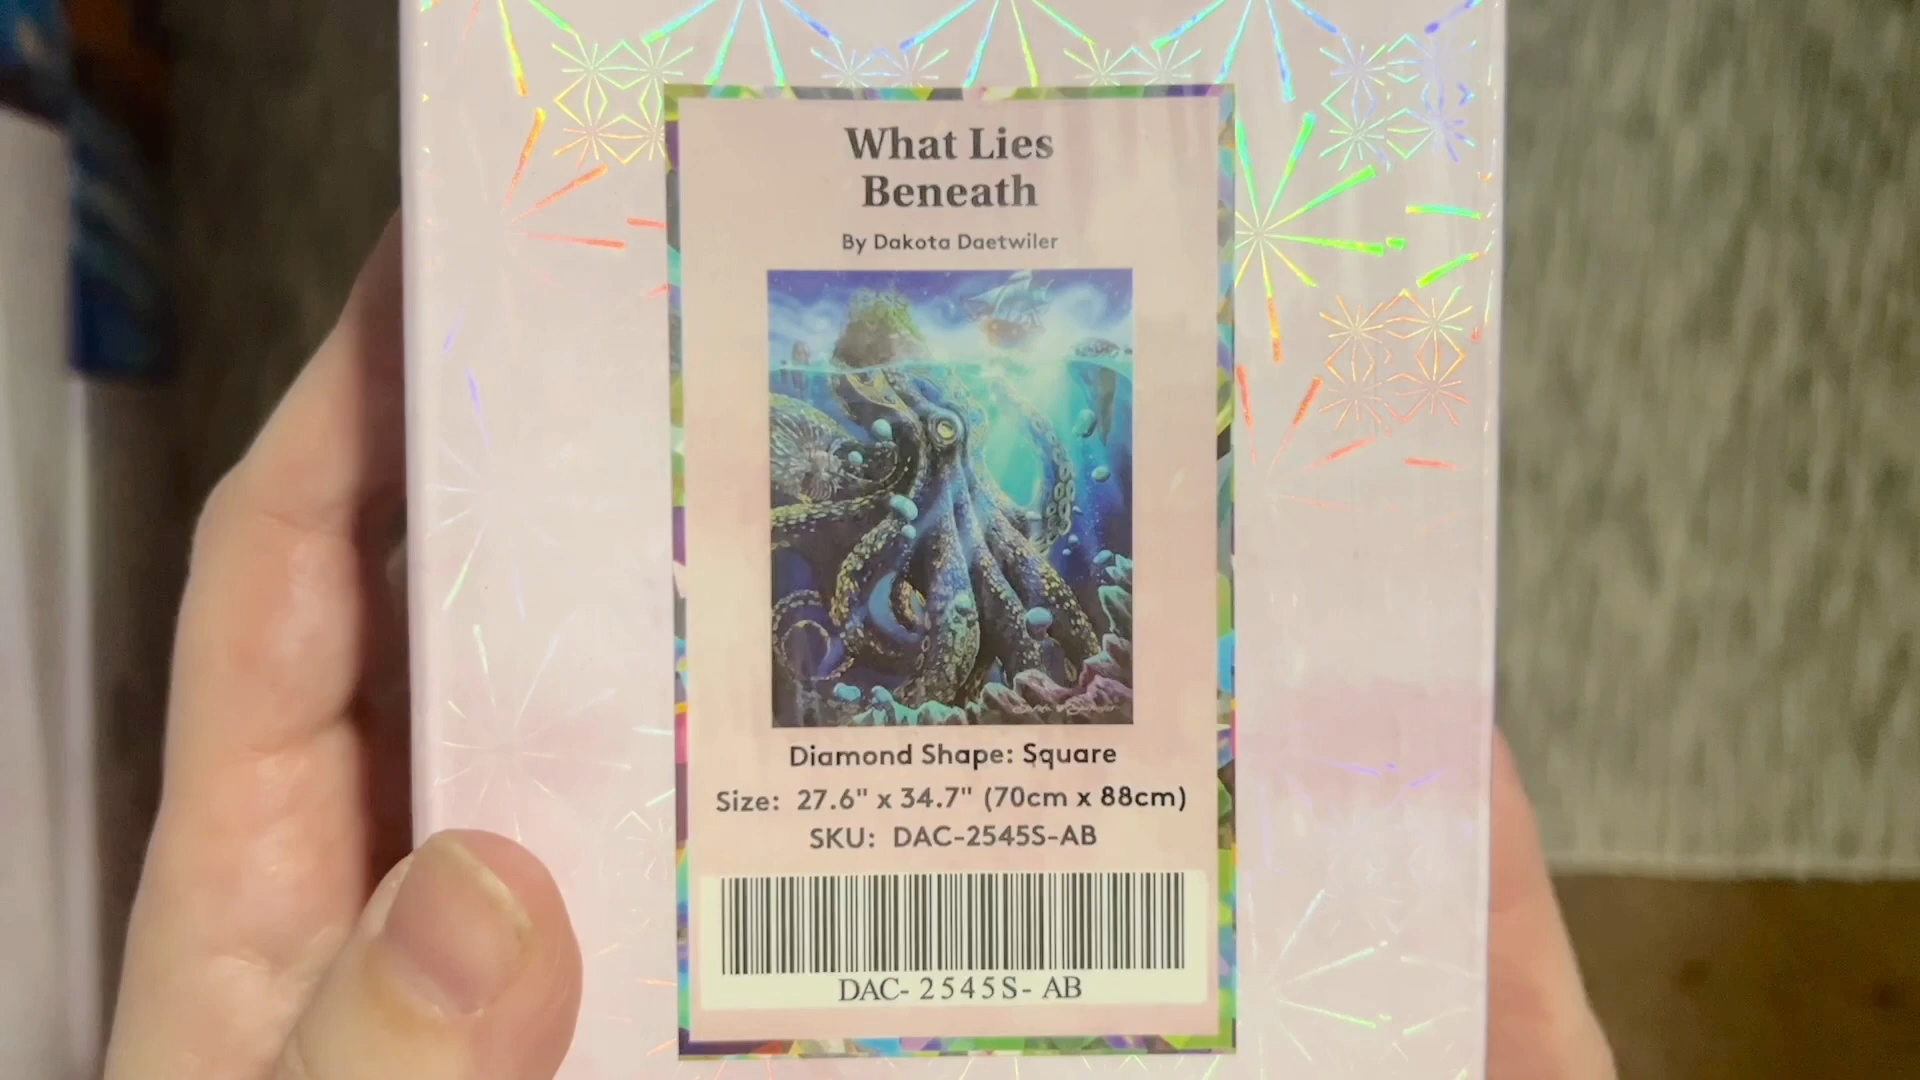 What Lies
Beneath
By Dakota Daetwiler
Diamond Shape: Square
Size: 27.6" x 34.7" (70cm x 88cm)
SKU: DAC-2545S-AB
DAC- 2545S- AB